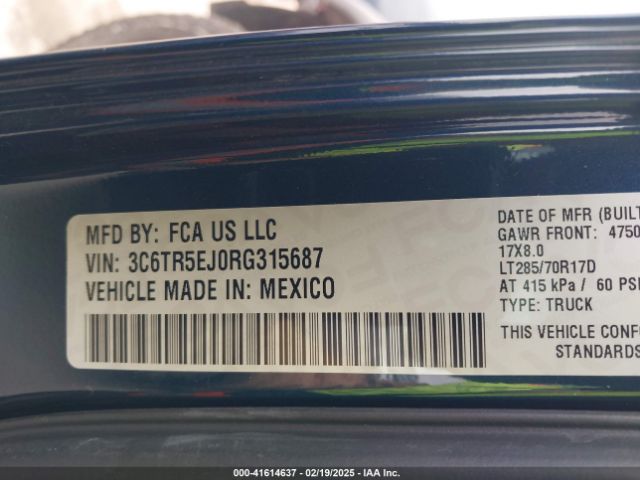 MFD BY: FCA US LLC
VIN: 3C6TR5EJ0RG315687
VEHICLE MADE IN: MEXICO
DATE OF MFR (BUILT
GAWR FRONT: 4750
17X8.0
LT285/70R17D
AT 415 kPa / 60 PSI
TYPE: TRUCK
THIS VEHICLE CONFO
STANDARDS
000-41614637 - 02/19/2025 - IAA Inc.